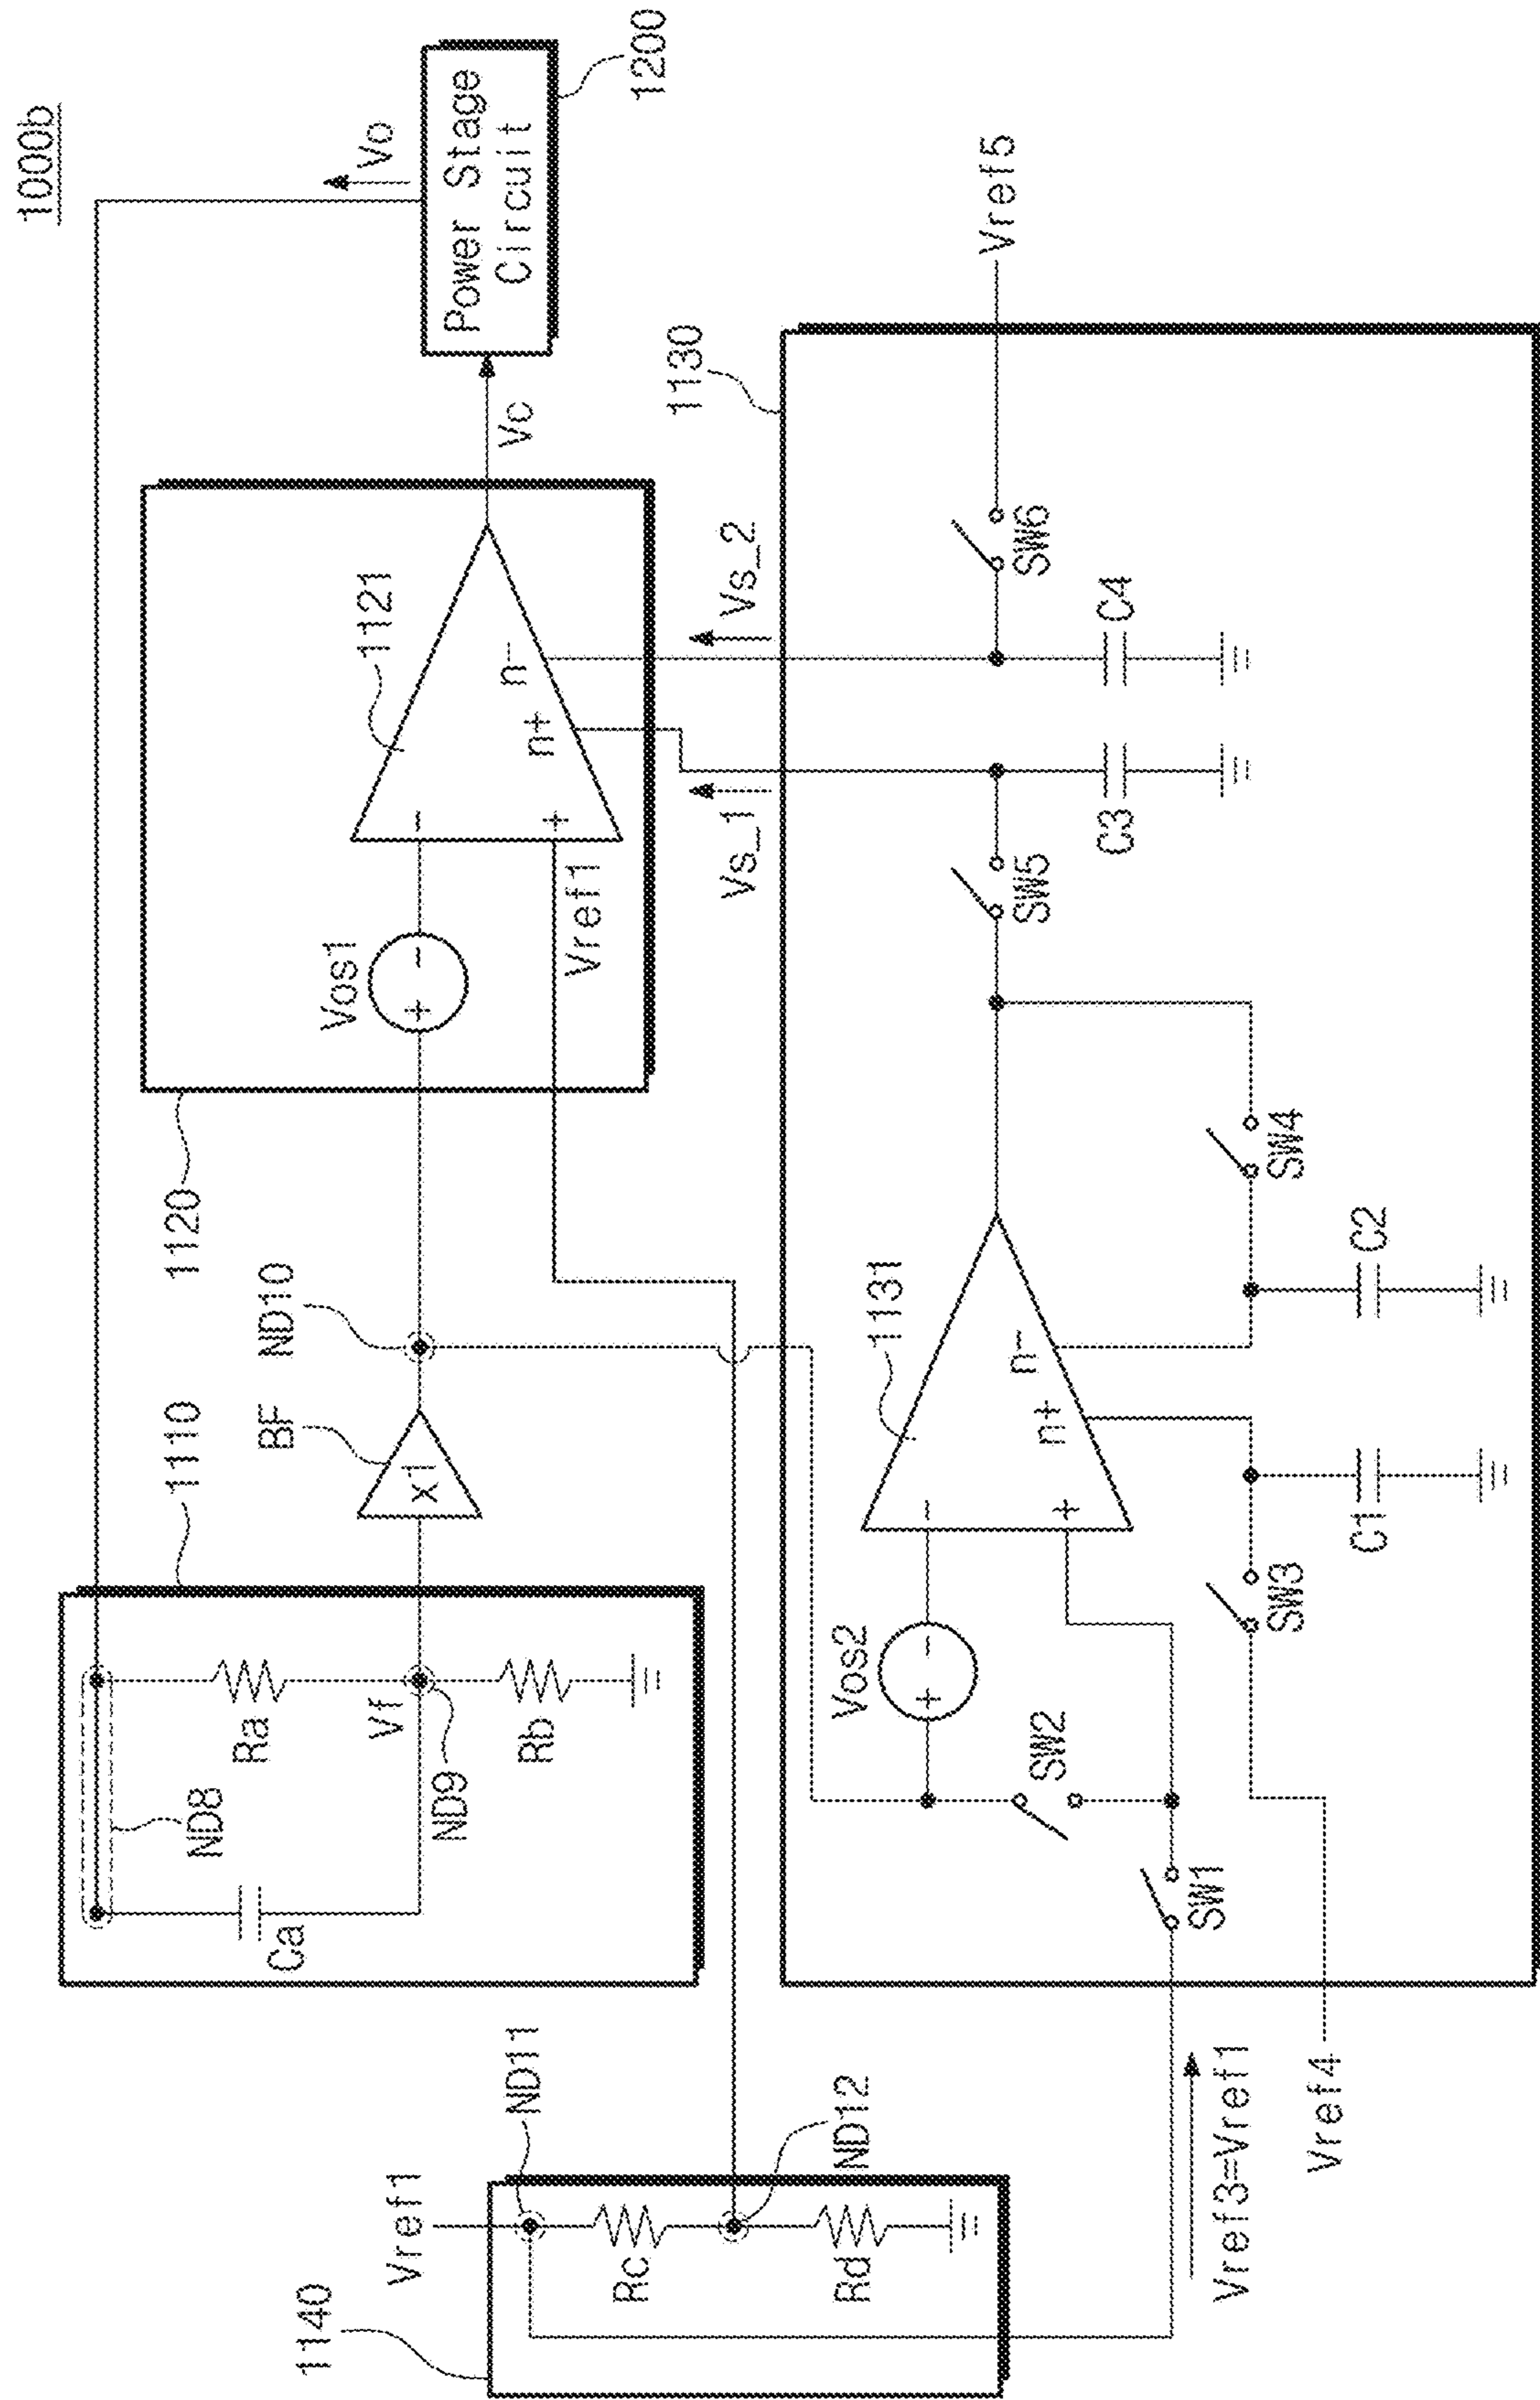 1000b
1140
Vref1
ND11
Rc
ND12
Rd
Vref3=Vref1
Vref4
1110
ND8
Ca
Ra
Vf
ND9
Rb
BF
x1
ND10
1120
Vos1
+
-
-
+
Vref1
1121
n+
n-
Vc
Vo
Power Stage
Circuit
1200
Vs_1
Vs_2
1130
Vos2
+
-
SW2
SW1
-
+
1131
n+
n-
SW3
C1
C2
SW4
SW5
C3
C4
SW6
Vref5